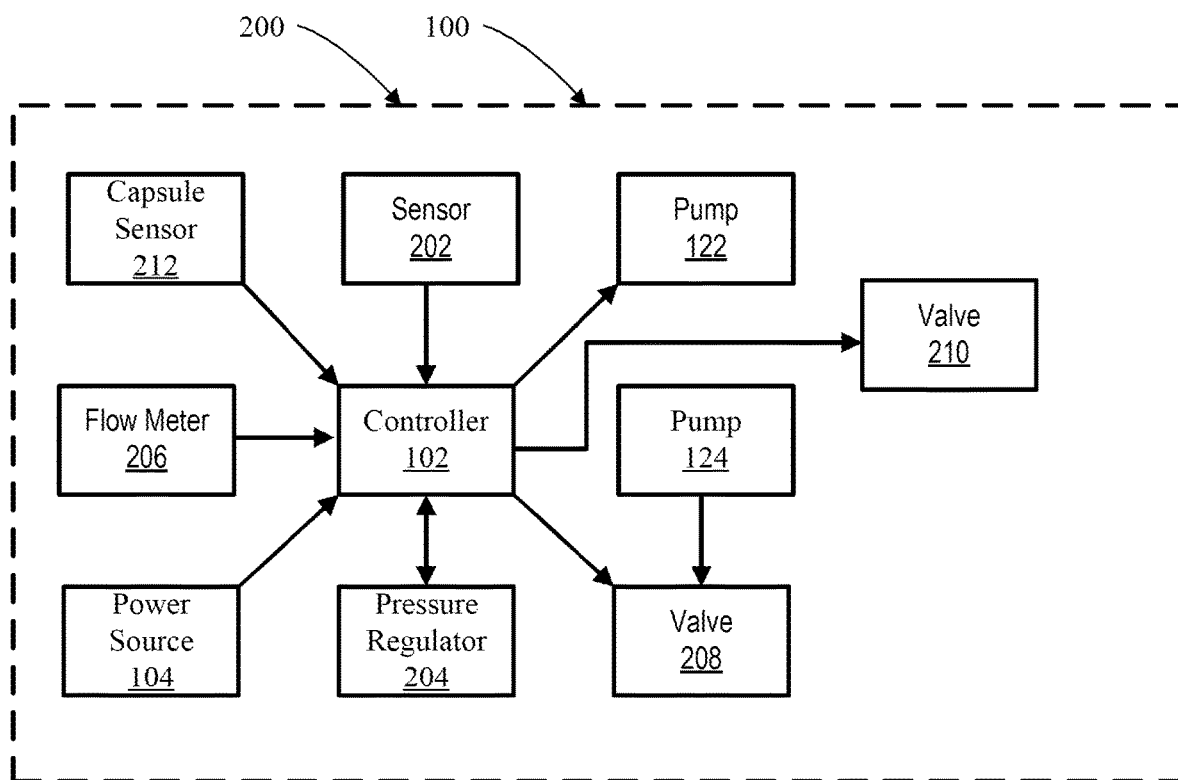 200
100
Capsule
Sensor
212
Sensor
202
Pump
122
Valve
210
Flow Meter
206
Controller
102
Pump
124
Power
Source
104
Pressure
Regulator
204
Valve
208